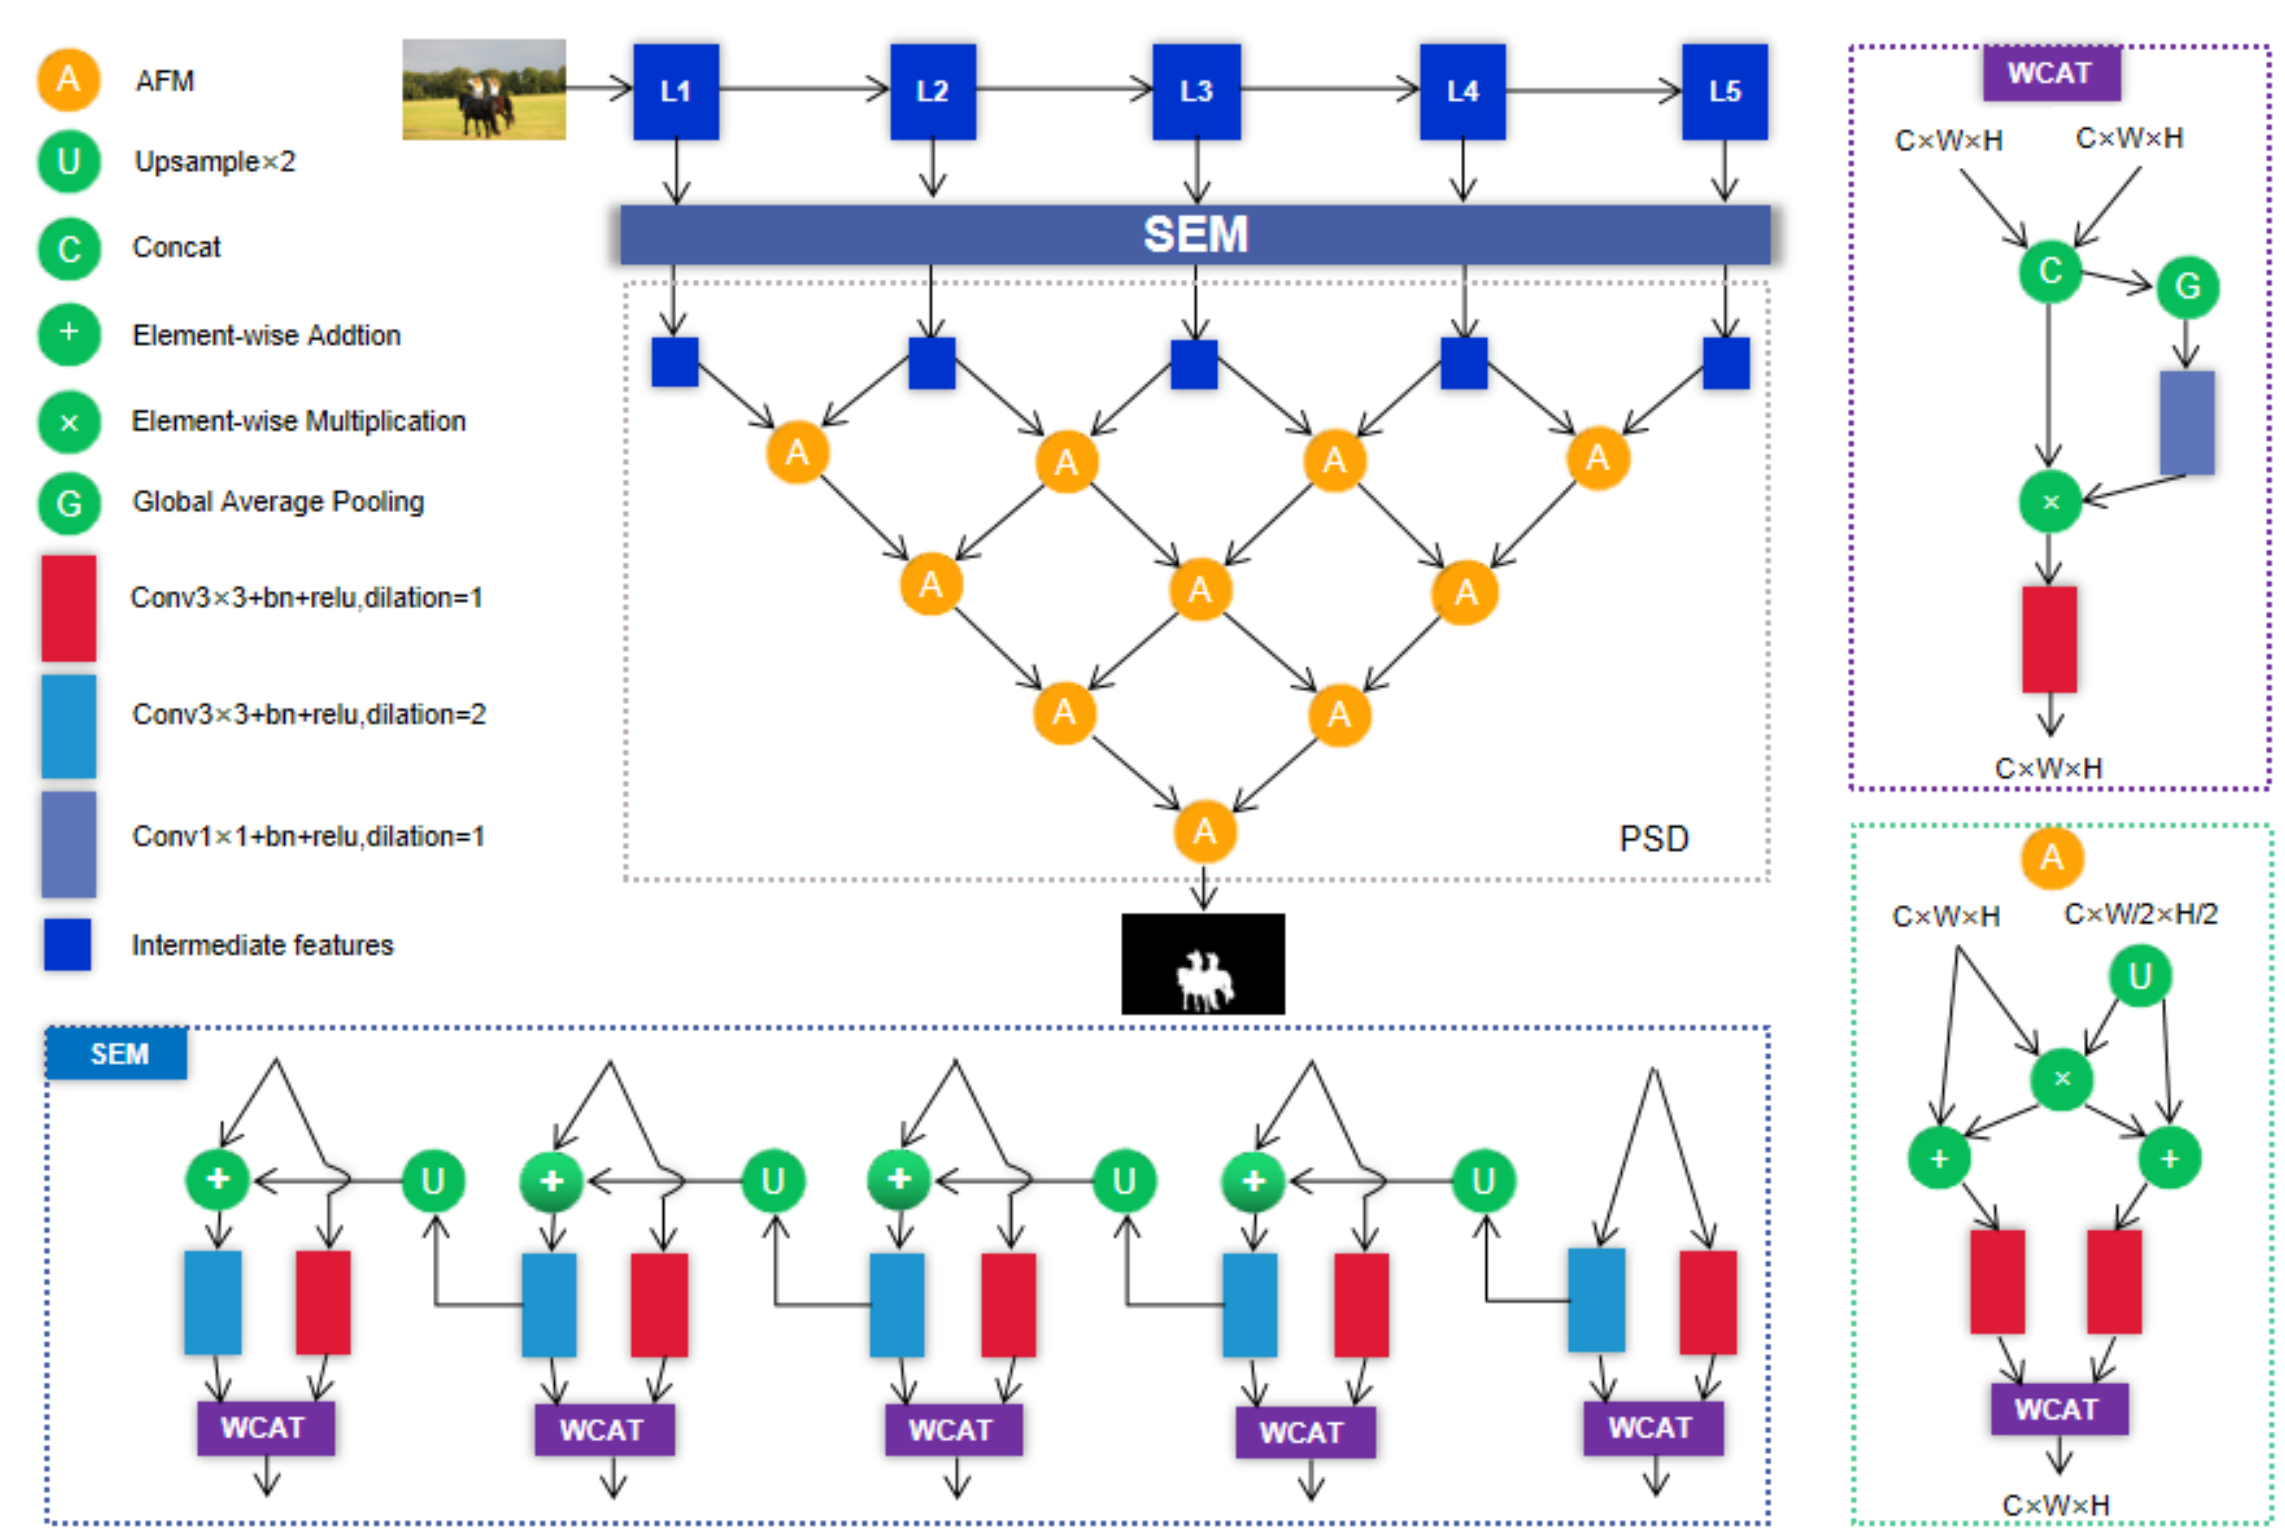 A AFM
U Upsample×2
C Concat
+ Element-wise Addtion
× Element-wise Multiplication
G Global Average Pooling
Conv3×3+bn+relu,dilation=1
Conv3×3+bn+relu,dilation=2
Conv1×1+bn+relu,dilation=1
Intermediate features
L1 L2 L3 L4 L5
SEM
A A A A
A A A
A A
A
PSD
WCAT
C×W×H C×W×H
C G
×
C×W×H
A
C×W×H C×W/2×H/2
U
×
+ +
WCAT
C×W×H
SEM
+ U + U + U + U
WCAT WCAT WCAT WCAT WCAT